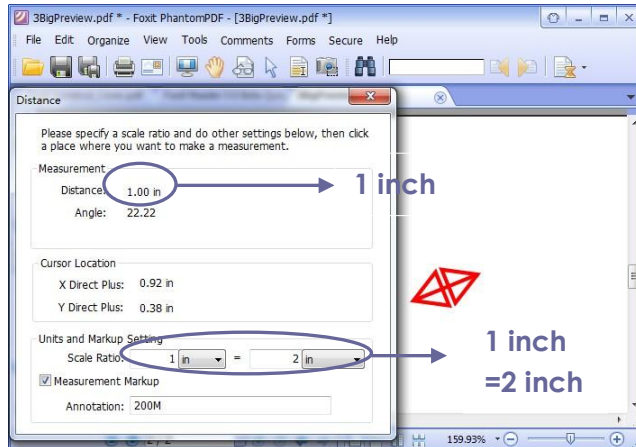 3BigPreview.pdf * - Foxit PhantomPDF - [3BigPreview.pdf *]
File Edit Organize View Tools Comments Forms Secure Help
Distance
Please specify a scale ratio and do other settings below, then click
a place where you want to make a measurement.
Measurement
Distance: 1.00 in
1 inch
Angle: 22.22
Cursor Location
X Direct Plus: 0.92 in
Y Direct Plus: 0.38 in
Units and Markup Setting
Scale Ratio: 1 in = 2 in
1 inch
=2 inch
Measurement Markup
Annotation: 200M
159.93%